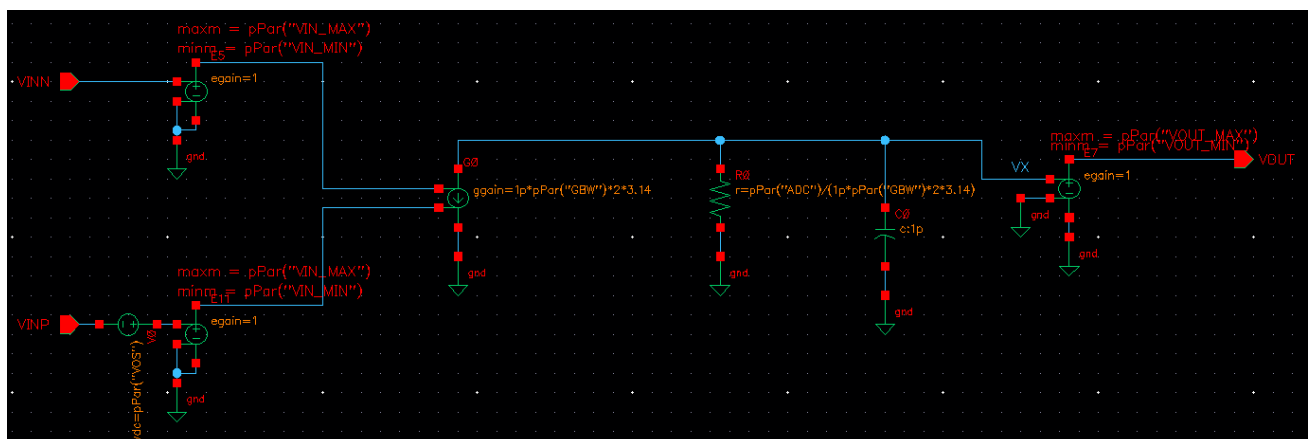 maxm = pPar("VIN_MAX")
minm = pPar("VIN_MIN")
E5
VINN
egain=1
gnd
G0
ggain=1p*pPar("GBW")*2*3.14
gnd
R0
r=pPar("ADC")/(1p*pPar("GBW")*2*3.14)
gnd
C0
c:1p
gnd
VX
maxm = pPar("VOUT_MAX")
minm = pPar("VOUT_MIN")
E7
VOUT
egain=1
gnd
gnd
maxm = pPar("VIN_MAX")
minm = pPar("VIN_MIN")
E11
VINP
V0
vdc=pPar("VOS")
egain=1
gnd